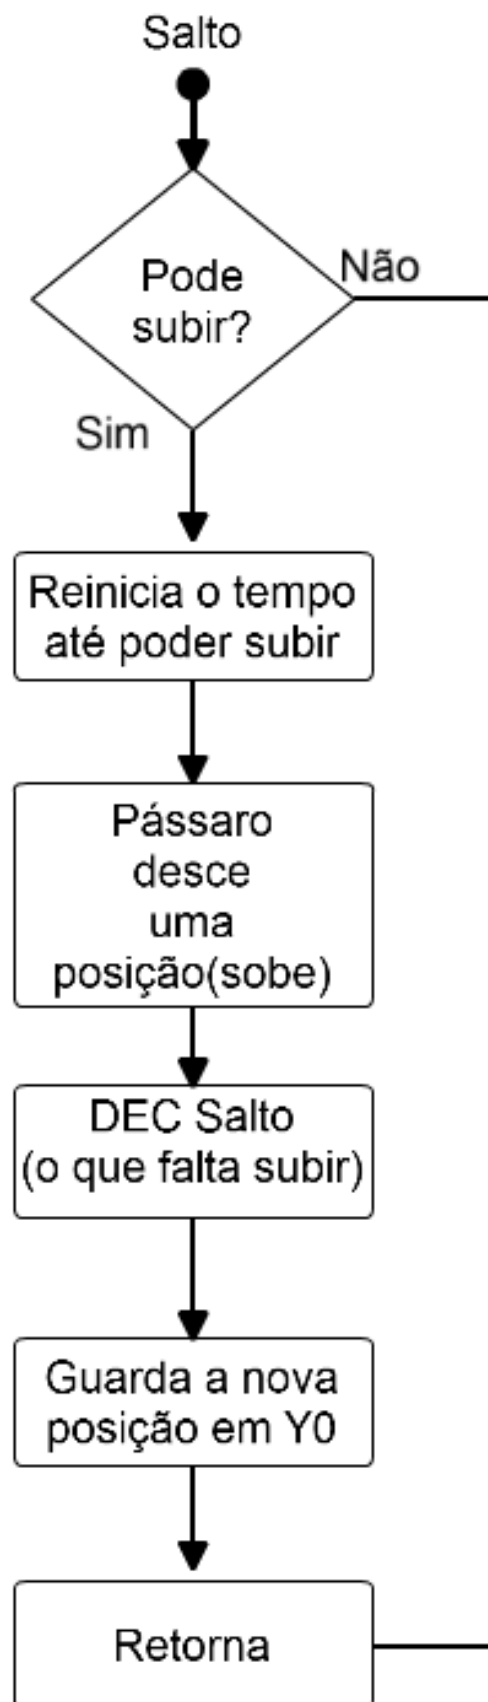 Salto
Pode
subir?
Não
Sim
Reinicia o tempo
até poder subir
Pássaro
desce
uma
posição(sobe)
DEC Salto
(o que falta subir)
Guarda a nova
posição em Y0
Retorna